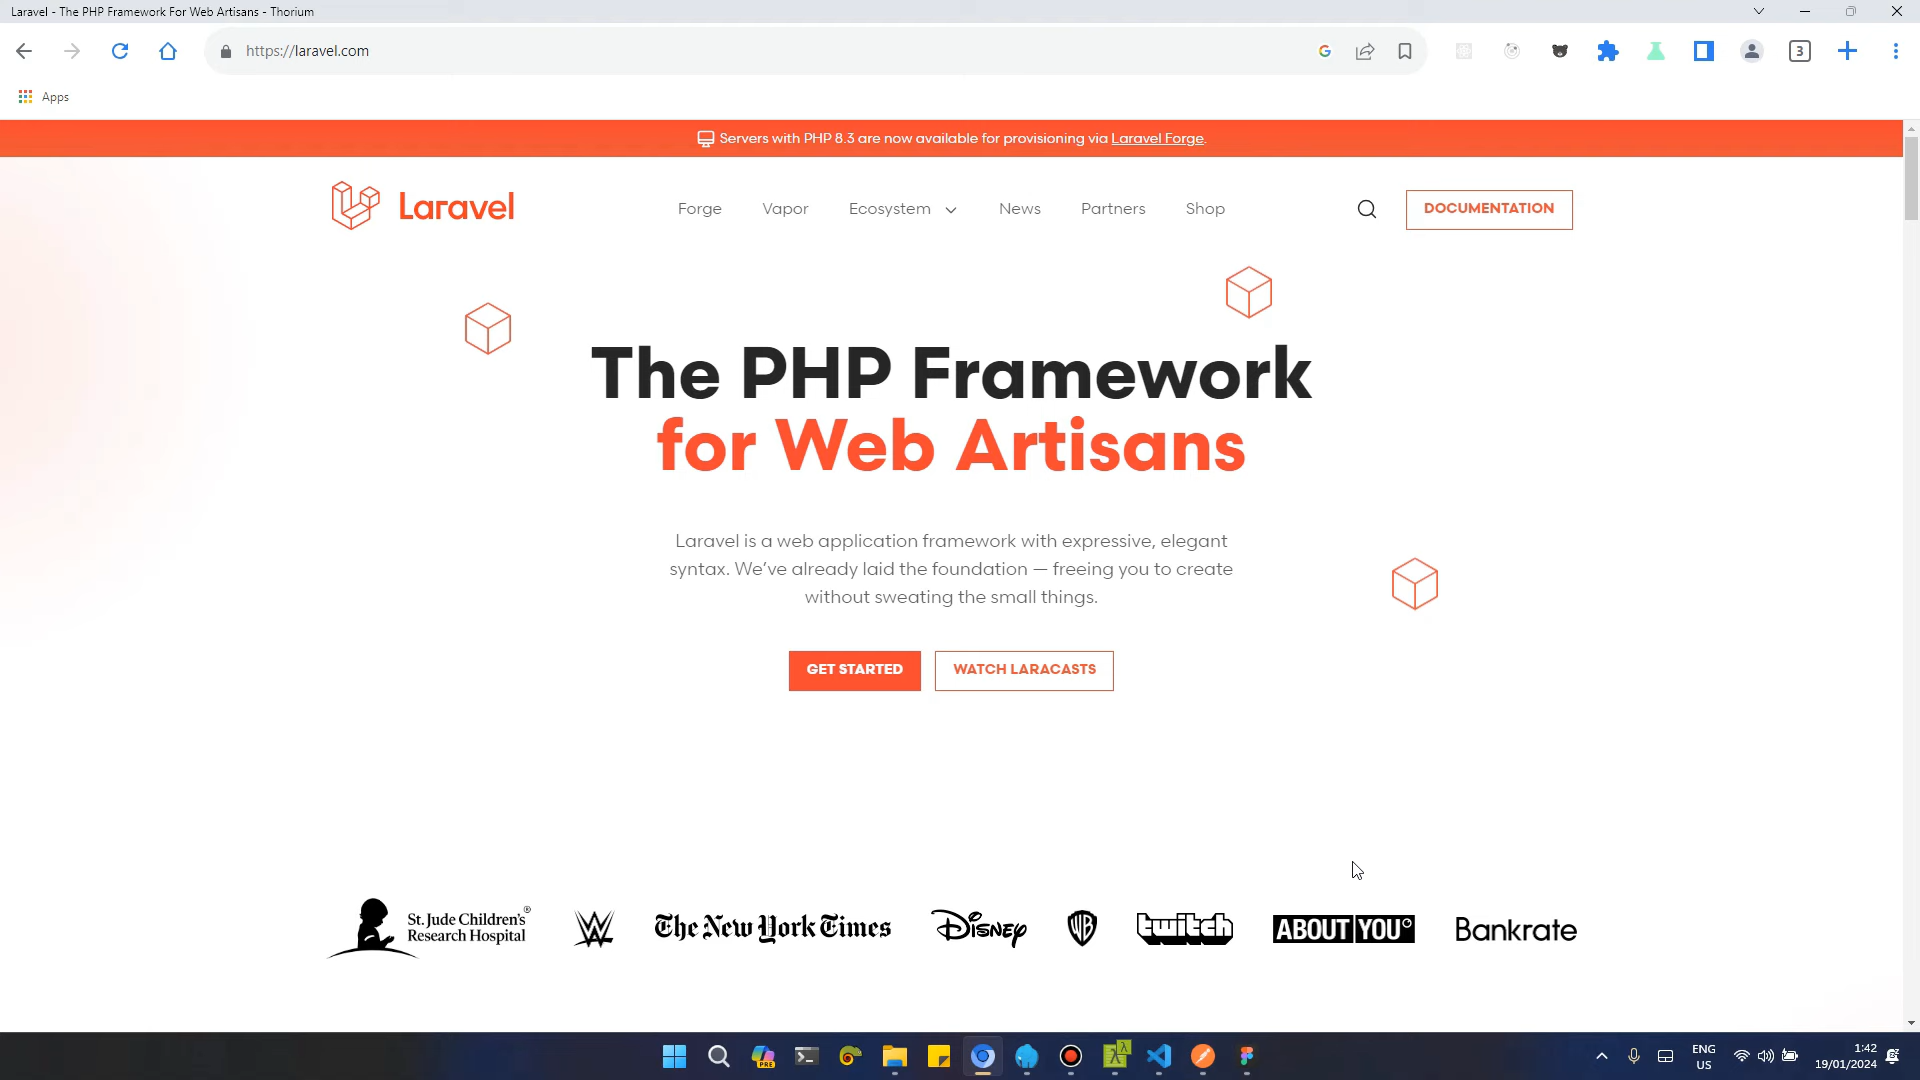 Laravel - The PHP Framework For Web Artisans - Thorium
https://laravel.com
3
Apps
Servers with PHP 8.3 are now available for provisioning via Laravel Forge.
Laravel
Forge
Vapor
Ecosystem
News
Partners
Shop
DOCUMENTATION
The PHP Framework
for Web Artisans
Laravel is a web application framework with expressive, elegant
syntax. We've already laid the foundation — freeing you to create
without sweating the small things.
GET STARTED
WATCH LARACASTS
St. Jude Children's®
Research Hospital
W
The New York Times
Disney
WB
twitch
ABOUT YOU°
Bankrate
PRE
ENG
US
1:42
19/01/2024